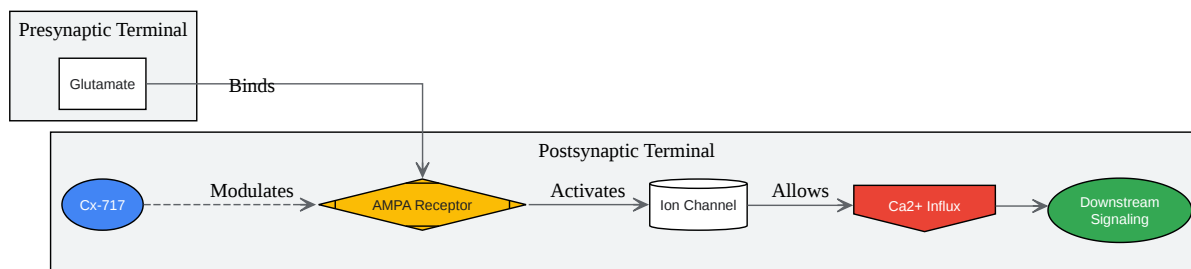 Presynaptic Terminal
Glutamate
Binds
Postsynaptic Terminal
Cx-717
Modulates
AMPA Receptor
Activates
Ion Channel
Allows
Ca2+ Influx
Downstream
Signaling